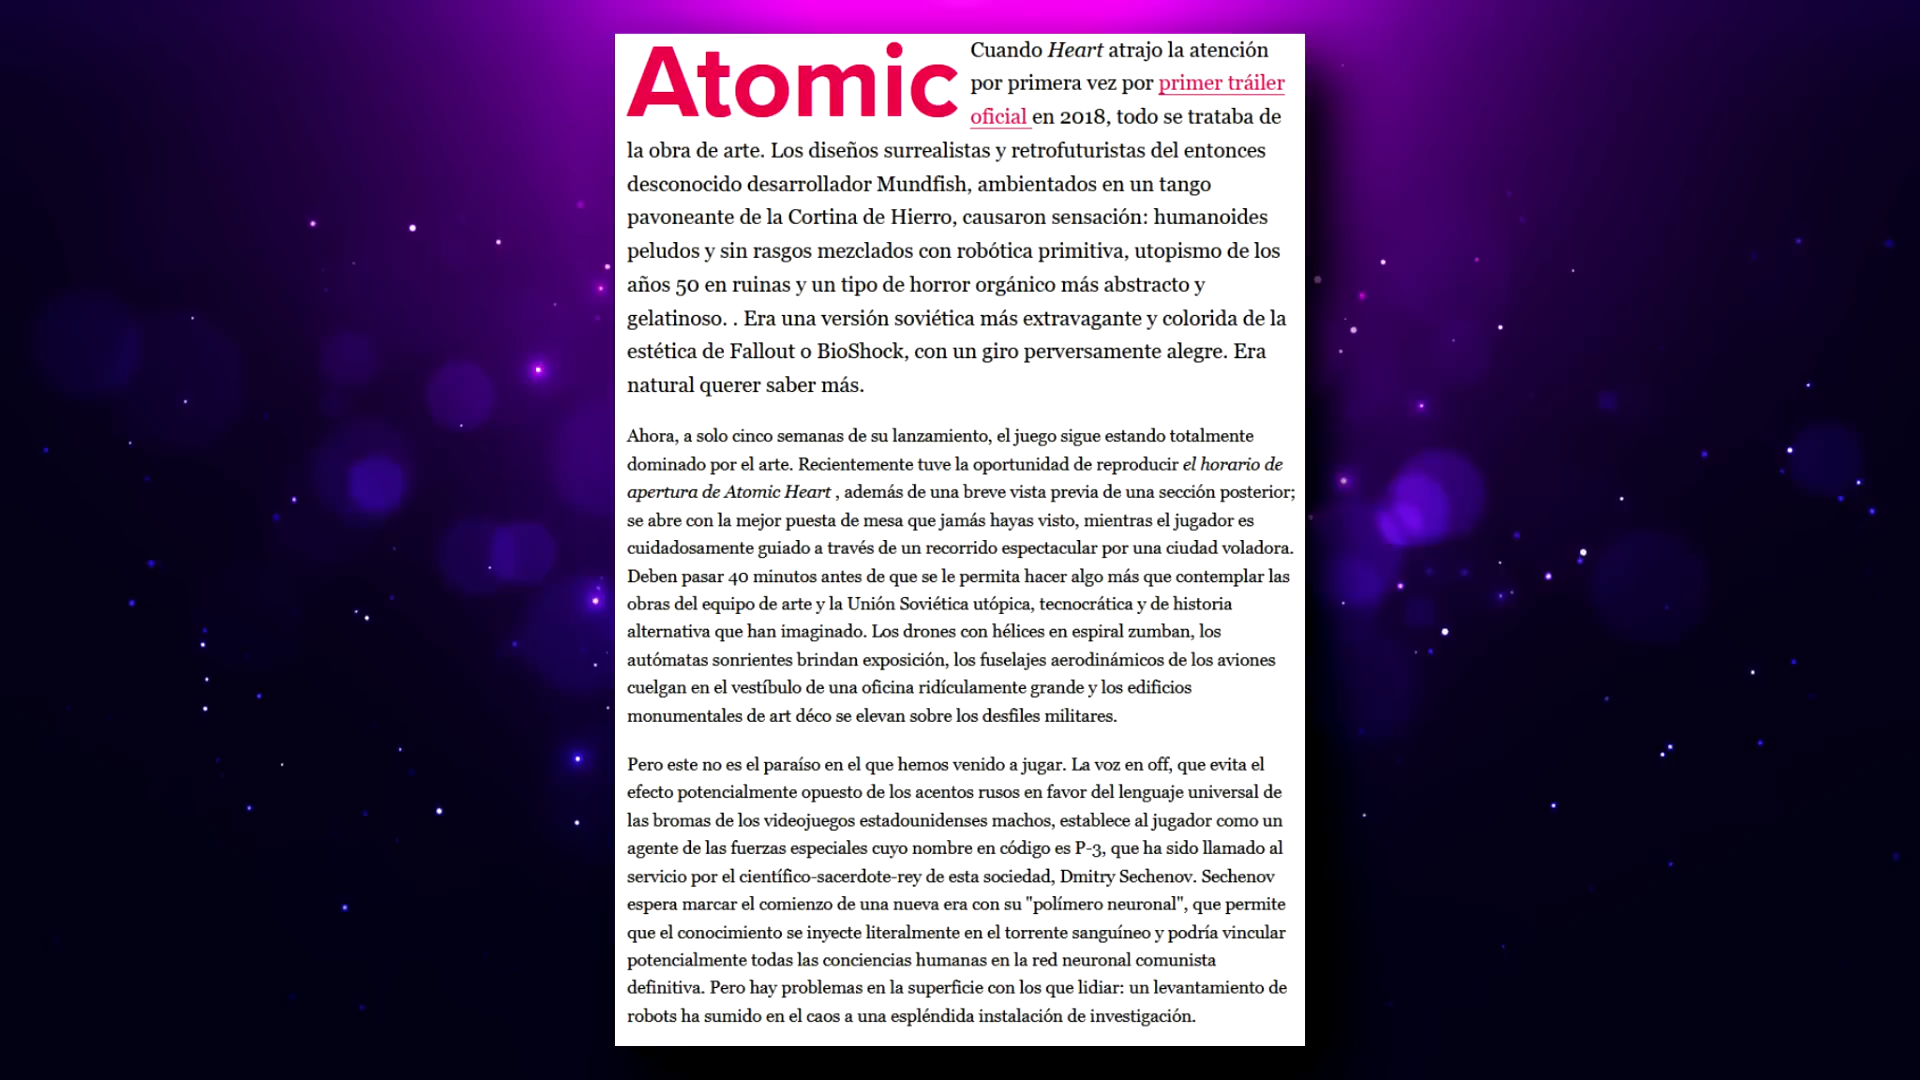 Atomic
Cuando Heart atrajo la atención
por primera vez por primer tráiler
oficial en 2018, todo se trataba de
la obra de arte. Los diseños surrealistas y retrofuturistas del entonces
desconocido desarrollador Mundfish, ambientados en un tango
pavoneante de la Cortina de Hierro, causaron sensación: humanoides
peludos y sin rasgos mezclados con robótica primitiva, utopismo de los
años 50 en ruinas y un tipo de horror orgánico más abstracto y
gelatinoso. . Era una versión soviética más extravagante y colorida de la
estética de Fallout o BioShock, con un giro perversamente alegre. Era
natural querer saber más.
Ahora, a solo cinco semanas de su lanzamiento, el juego sigue estando totalmente
dominado por el arte. Recientemente tuve la oportunidad de reproducir el horario de
apertura de Atomic Heart , además de una breve vista previa de una sección posterior;
se abre con la mejor puesta de mesa que jamás hayas visto, mientras el jugador es
cuidadosamente guiado a través de un recorrido espectacular por una ciudad voladora.
Deben pasar 40 minutos antes de que se le permita hacer algo más que contemplar las
obras del equipo de arte y la Unión Soviética utópica, tecnocrática y de historia
alternativa que han imaginado. Los drones con hélices en espiral zumban, los
autómatas sonrientes brindan exposición, los fuselajes aerodinámicos de los aviones
cuelgan en el vestíbulo de una oficina ridículamente grande y los edificios
monumentales de art déco se elevan sobre los desfiles militares.
Pero este no es el paraíso en el que hemos venido a jugar. La voz en off, que evita el
efecto potencialmente opuesto de los acentos rusos en favor del lenguaje universal de
las bromas de los videojuegos estadounidenses machos, establece al jugador como un
agente de las fuerzas especiales cuyo nombre en código es P-3, que ha sido llamado al
servicio por el científico-sacerdote-rey de esta sociedad, Dmitry Sechenov. Sechenov
espera marcar el comienzo de una nueva era con su "polímero neuronal", que permite
que el conocimiento se inyecte literalmente en el torrente sanguíneo y podría vincular
potencialmente todas las conciencias humanas en la red neuronal comunista
definitiva. Pero hay problemas en la superficie con los que lidiar: un levantamiento de
robots ha sumido en el caos a una espléndida instalación de investigación.